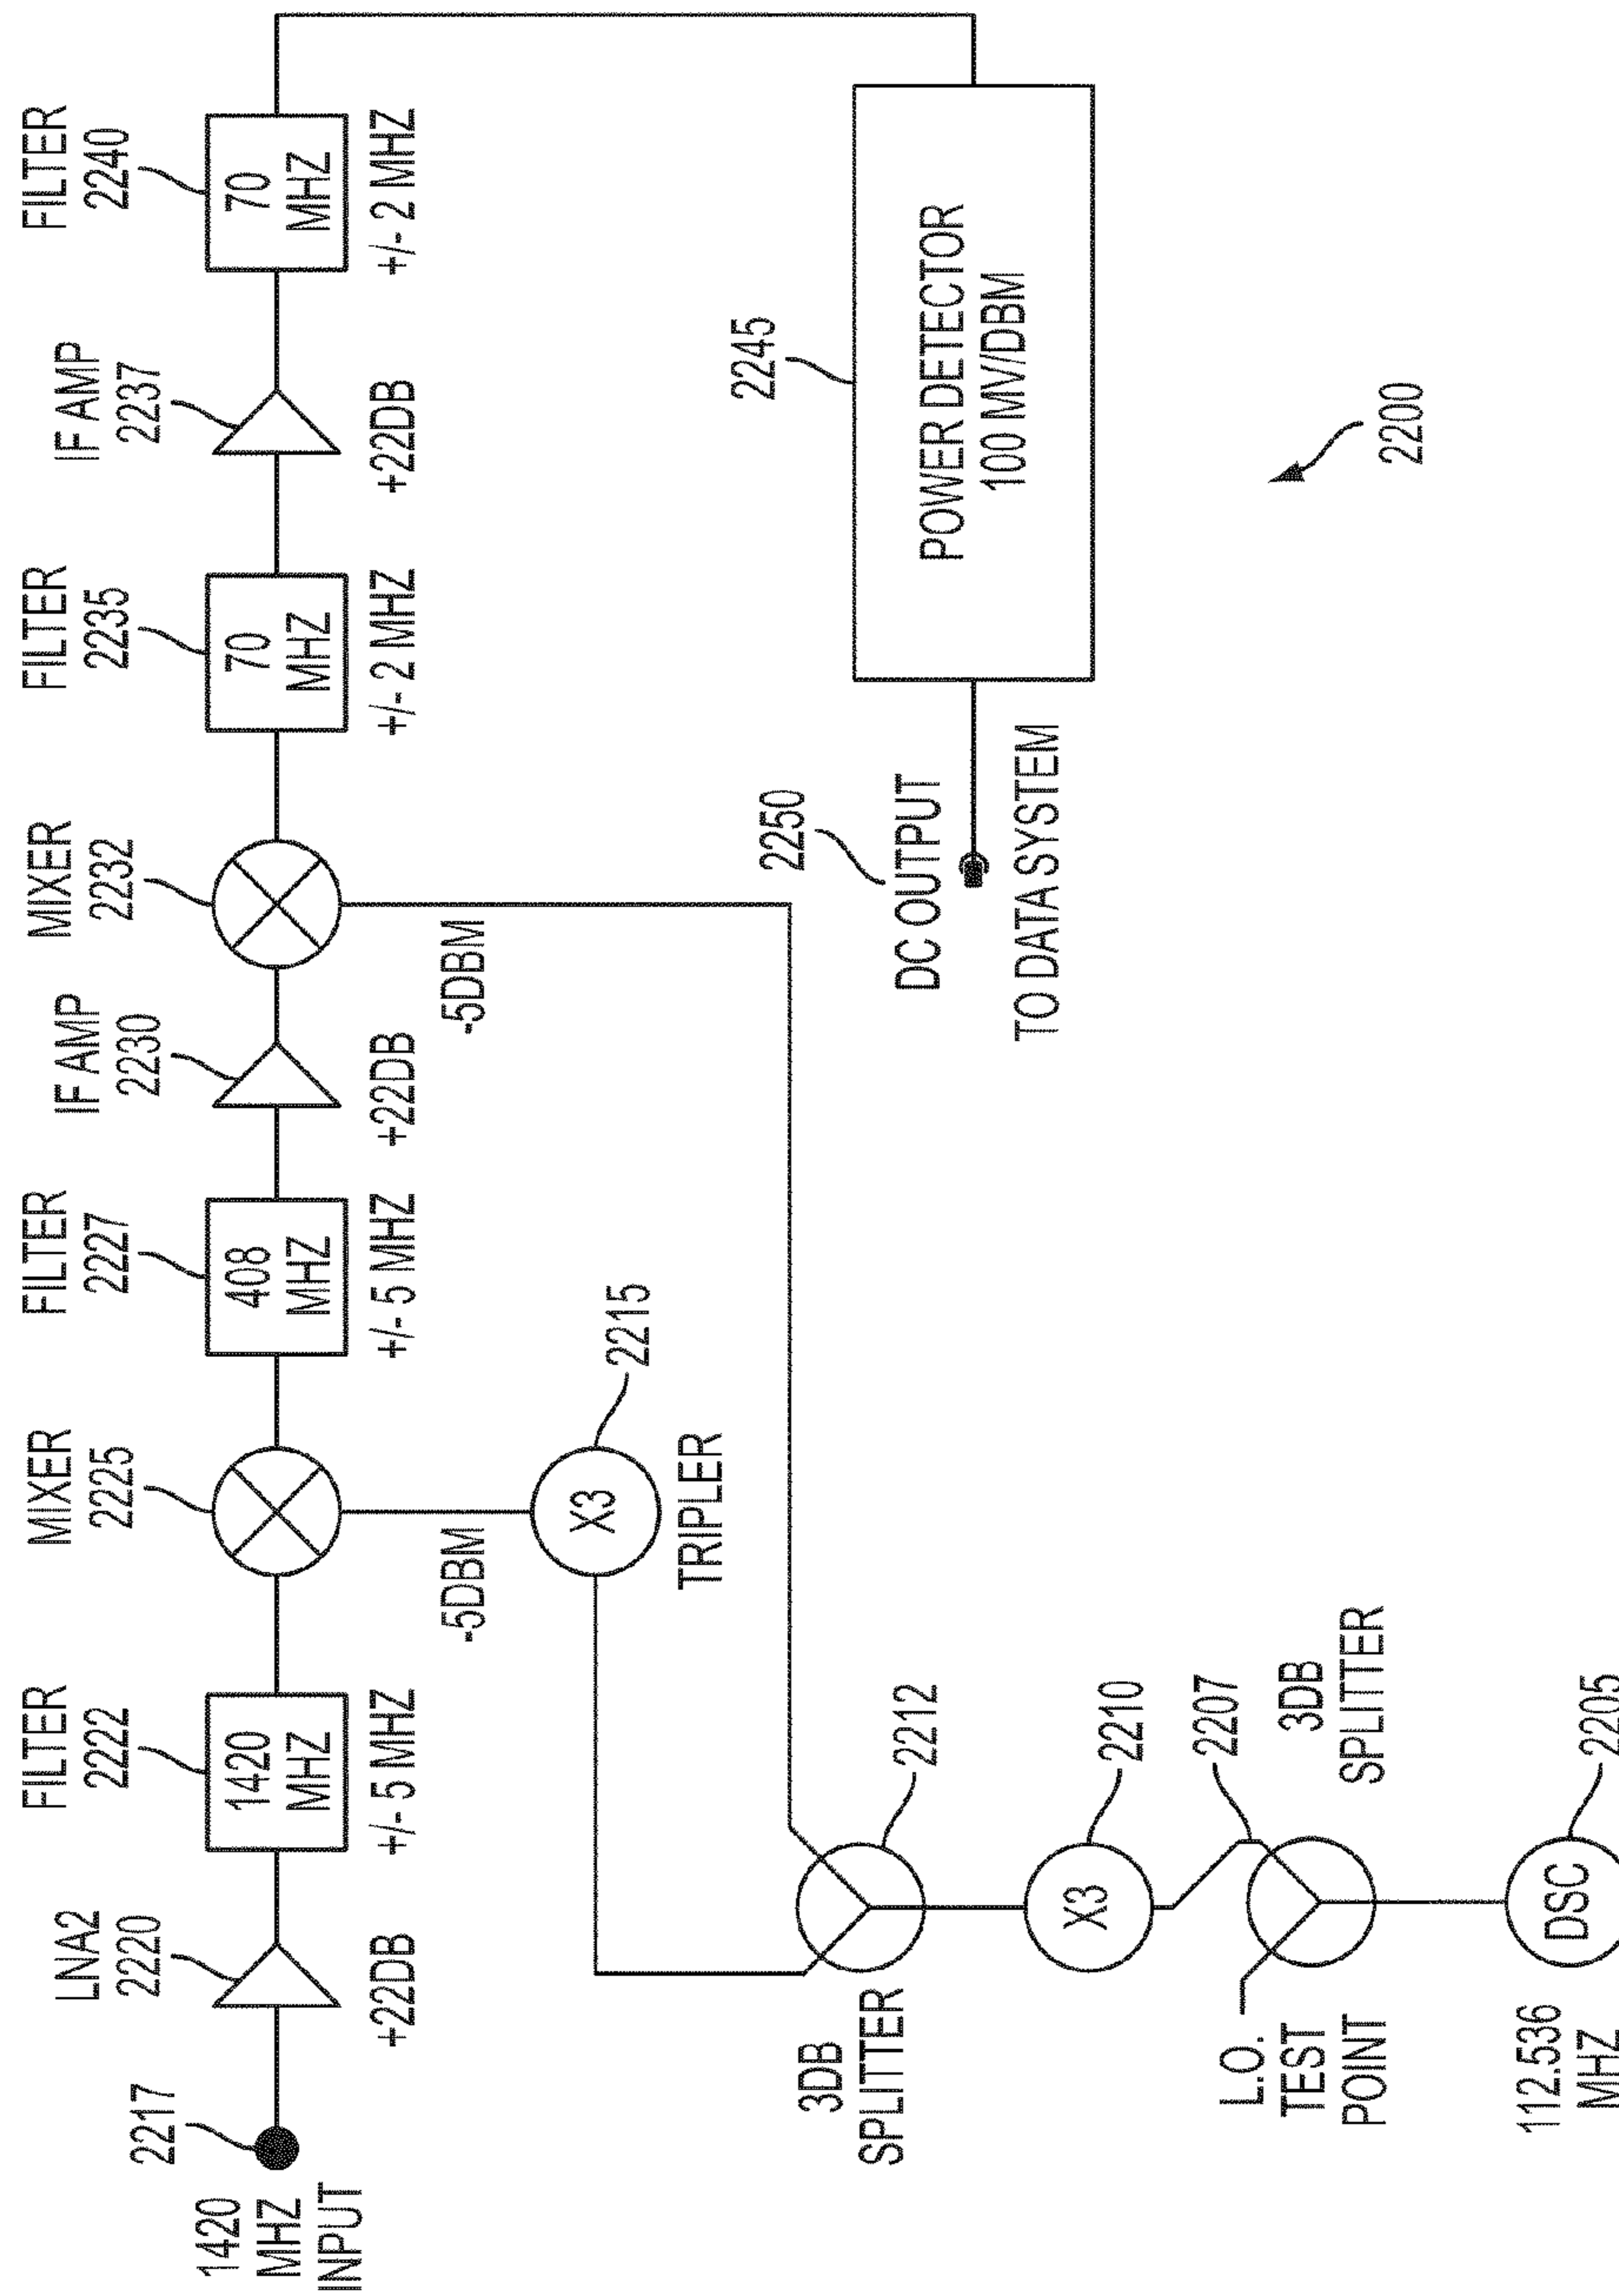 1420
MHZ
INPUT
2217
LNA2
2220
+22DB
FILTER
2222
1420
MHZ
+/- 5 MHZ
MIXER
2225
-5DBM
FILTER
2227
408
MHZ
+/- 5 MHZ
IF AMP
2230
+22DB
MIXER
2232
-5DBM
FILTER
2235
70
MHZ
+/- 2 MHZ
IF AMP
2237
+22DB
FILTER
2240
70
MHZ
+/- 2 MHZ
X3
2215
TRIPLER
2245
POWER DETECTOR
100 MV/DBM
2250
DC OUTPUT
TO DATA SYSTEM
3DB
SPLITTER
2212
X3
2210
2207
3DB
SPLITTER
L.O.
TEST
POINT
DSC
2205
112.536
MHZ
2200